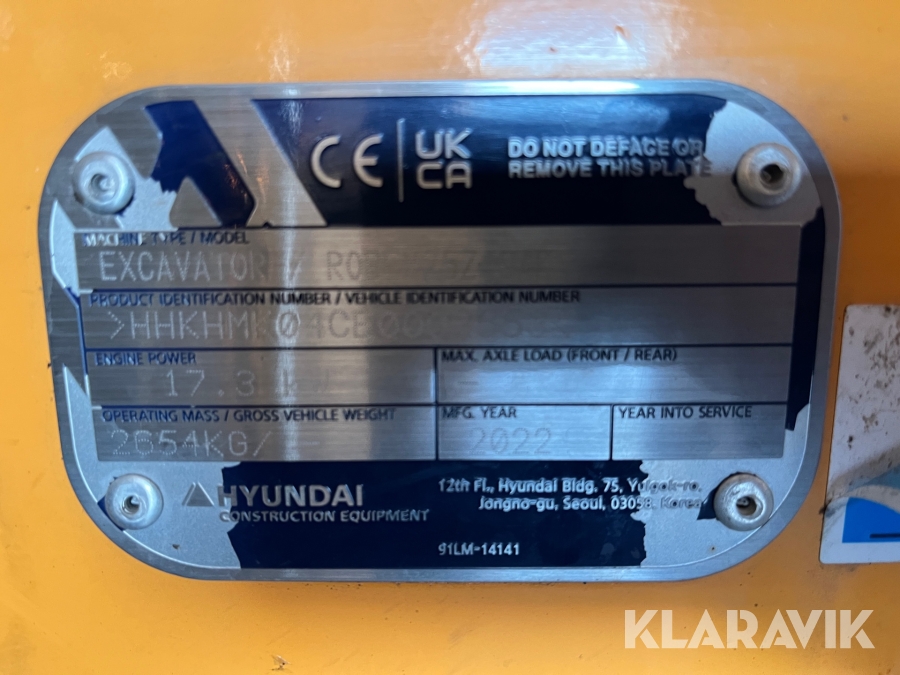 CE UK CA
DO NOT DEFACE OR
REMOVE THIS PLATE
MACHINE TYPE / MODEL
EXCAVATOR /
PRODUCT IDENTIFICATION NUMBER / VEHICLE IDENTIFICATION NUMBER
ENGINE POWER
MAX. AXLE LOAD (FRONT / REAR)
17.3
OPERATING MASS / GROSS VEHICLE WEIGHT
MFG. YEAR
YEAR INTO SERVICE
2654KG/ -
2022
HYUNDAI
CONSTRUCTION EQUIPMENT
12th Fl., Hyundai Bldg, 75, Yulgok-ro,
Jongno-gu, Seoul, 03058, Korea
91LM-14141
KLARAVIK